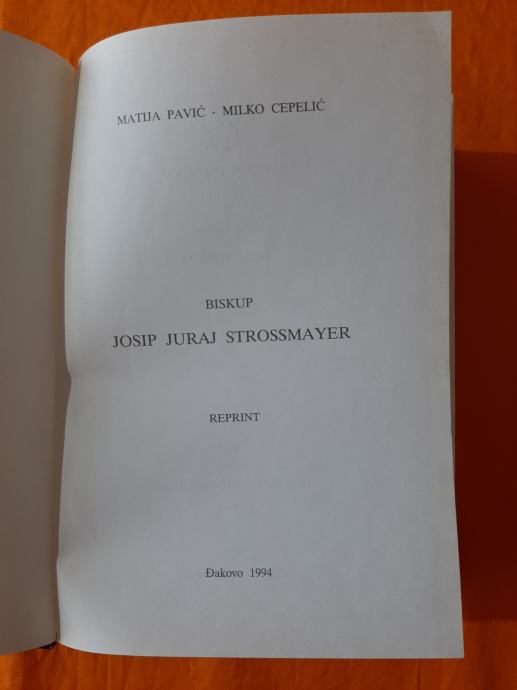 MATIJA PAVIĆ - MILKO CEPELIĆ
BISKUP
JOSIP JURAJ STROSSMAYER
REPRINT
Đakovo 1994